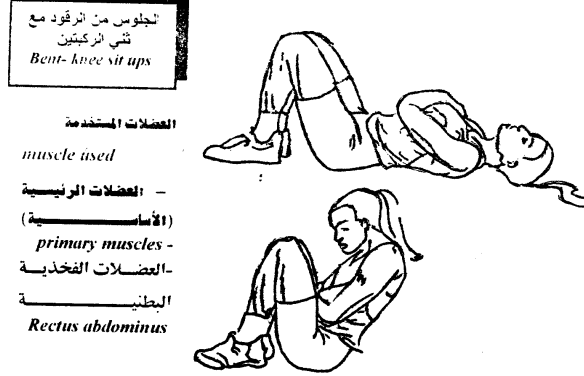 الجلوس من الرقود مع
ثني الركبتين
Bent- knee sit ups
العضلات المستخدمة
muscle used
– العضلات الرئيسية
(الأساسية)
primary muscles -
-العضلات الفخذية
البطنية
Rectus abdominus